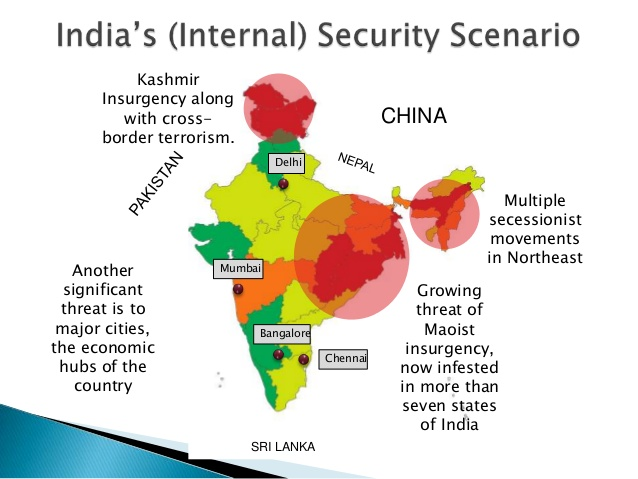 India's (Internal) Security Scenario
Kashmir
Insurgency along
with cross-
border terrorism.
CHINA
Delhi
NEPAL
PAKISTAN
Multiple
secessionist
movements
in Northeast
Mumbai
Another
significant
threat is to
major cities,
the economic
hubs of the
country
Growing
threat of
Maoist
insurgency,
now infested
in more than
seven states
of India
Bangalore
Chennai
SRI LANKA